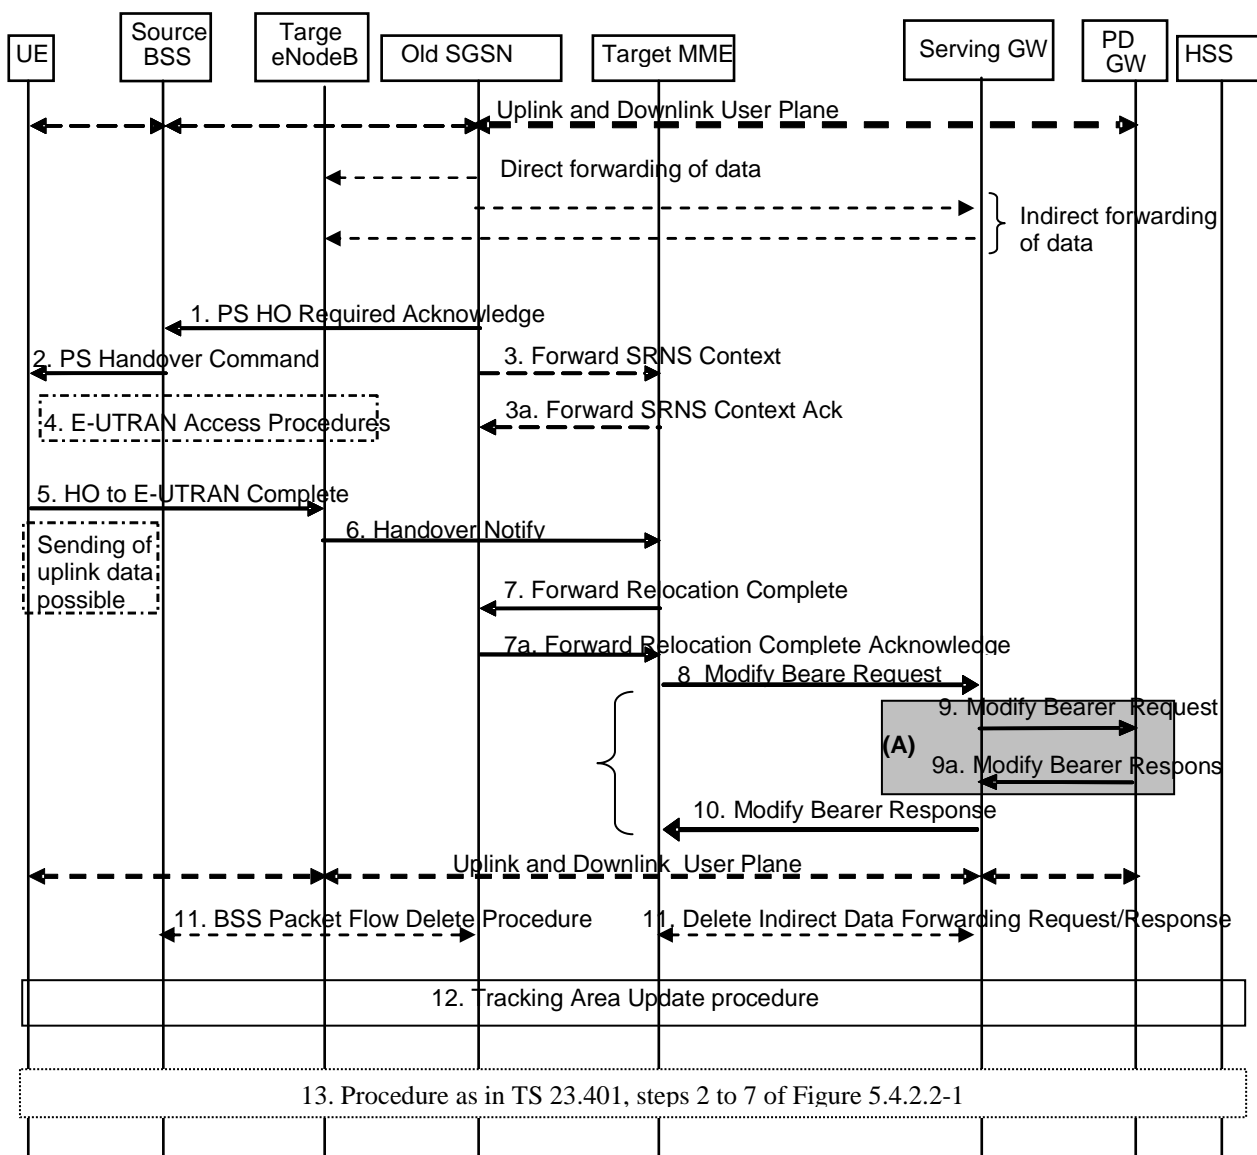 UE
Source
BSS
Targe
eNodeB
Old SGSN
Target MME
Serving GW
PD
GW
HSS
Uplink and Downlink User Plane
Direct forwarding of data
Indirect forwarding
of data
1. PS HO Required Acknowledge
2. PS Handover Command
3. Forward SRNS Context
4. E-UTRAN Access Procedures
3a. Forward SRNS Context Ack
5. HO to E-UTRAN Complete
6. Handover Notify
Sending of
uplink data
possible
7. Forward Relocation Complete
7a. Forward Relocation Complete Acknowledge
8 Modify Beare Request
9. Modify Bearer Request
(A)
9a. Modify Bearer Respons
10. Modify Bearer Response
Uplink and Downlink User Plane
11. BSS Packet Flow Delete Procedure
11. Delete Indirect Data Forwarding Request/Response
12. Tracking Area Update procedure
13. Procedure as in TS 23.401, steps 2 to 7 of Figure 5.4.2.2-1